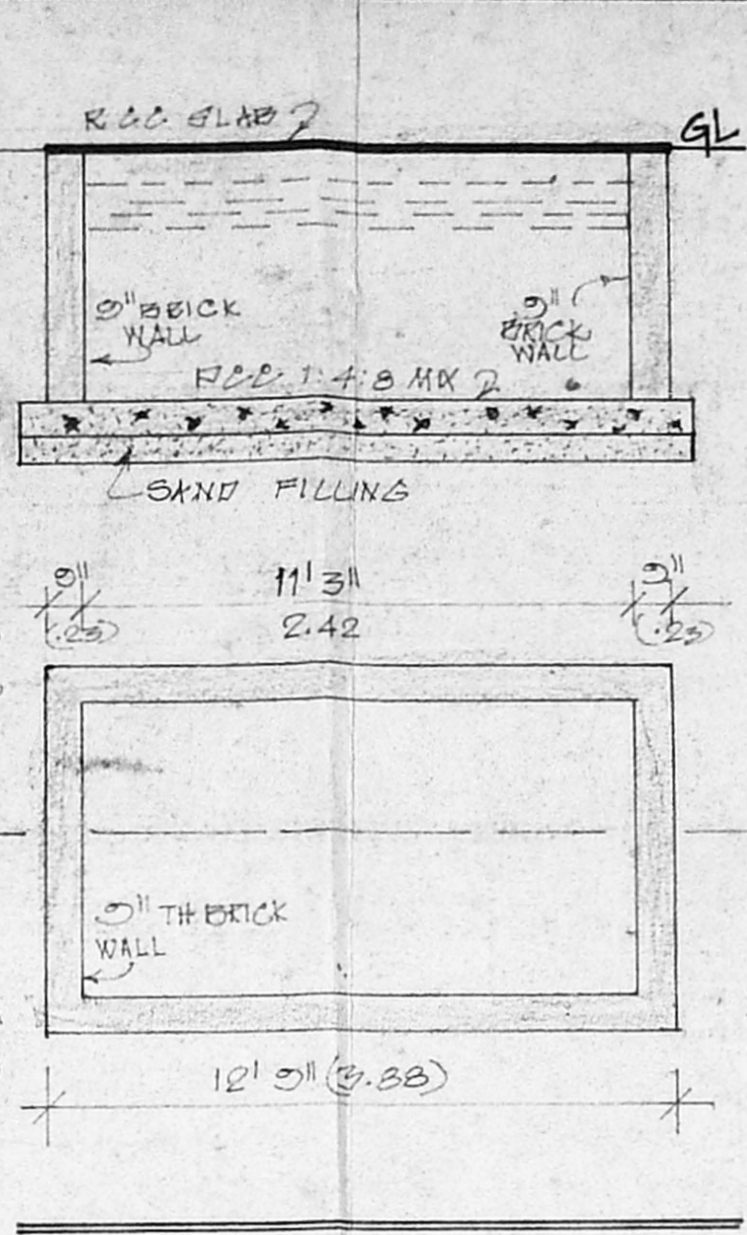 R.C.C. SLAB
GL
9" BRICK
WALL
9"
BRICK
WALL
PCC 1:4:8 MIX
SAND FILLING
9" 11' 3" 9"
(.23) 2.42 (.23)
9" TH BRICK
WALL
12' 9" (3.88)